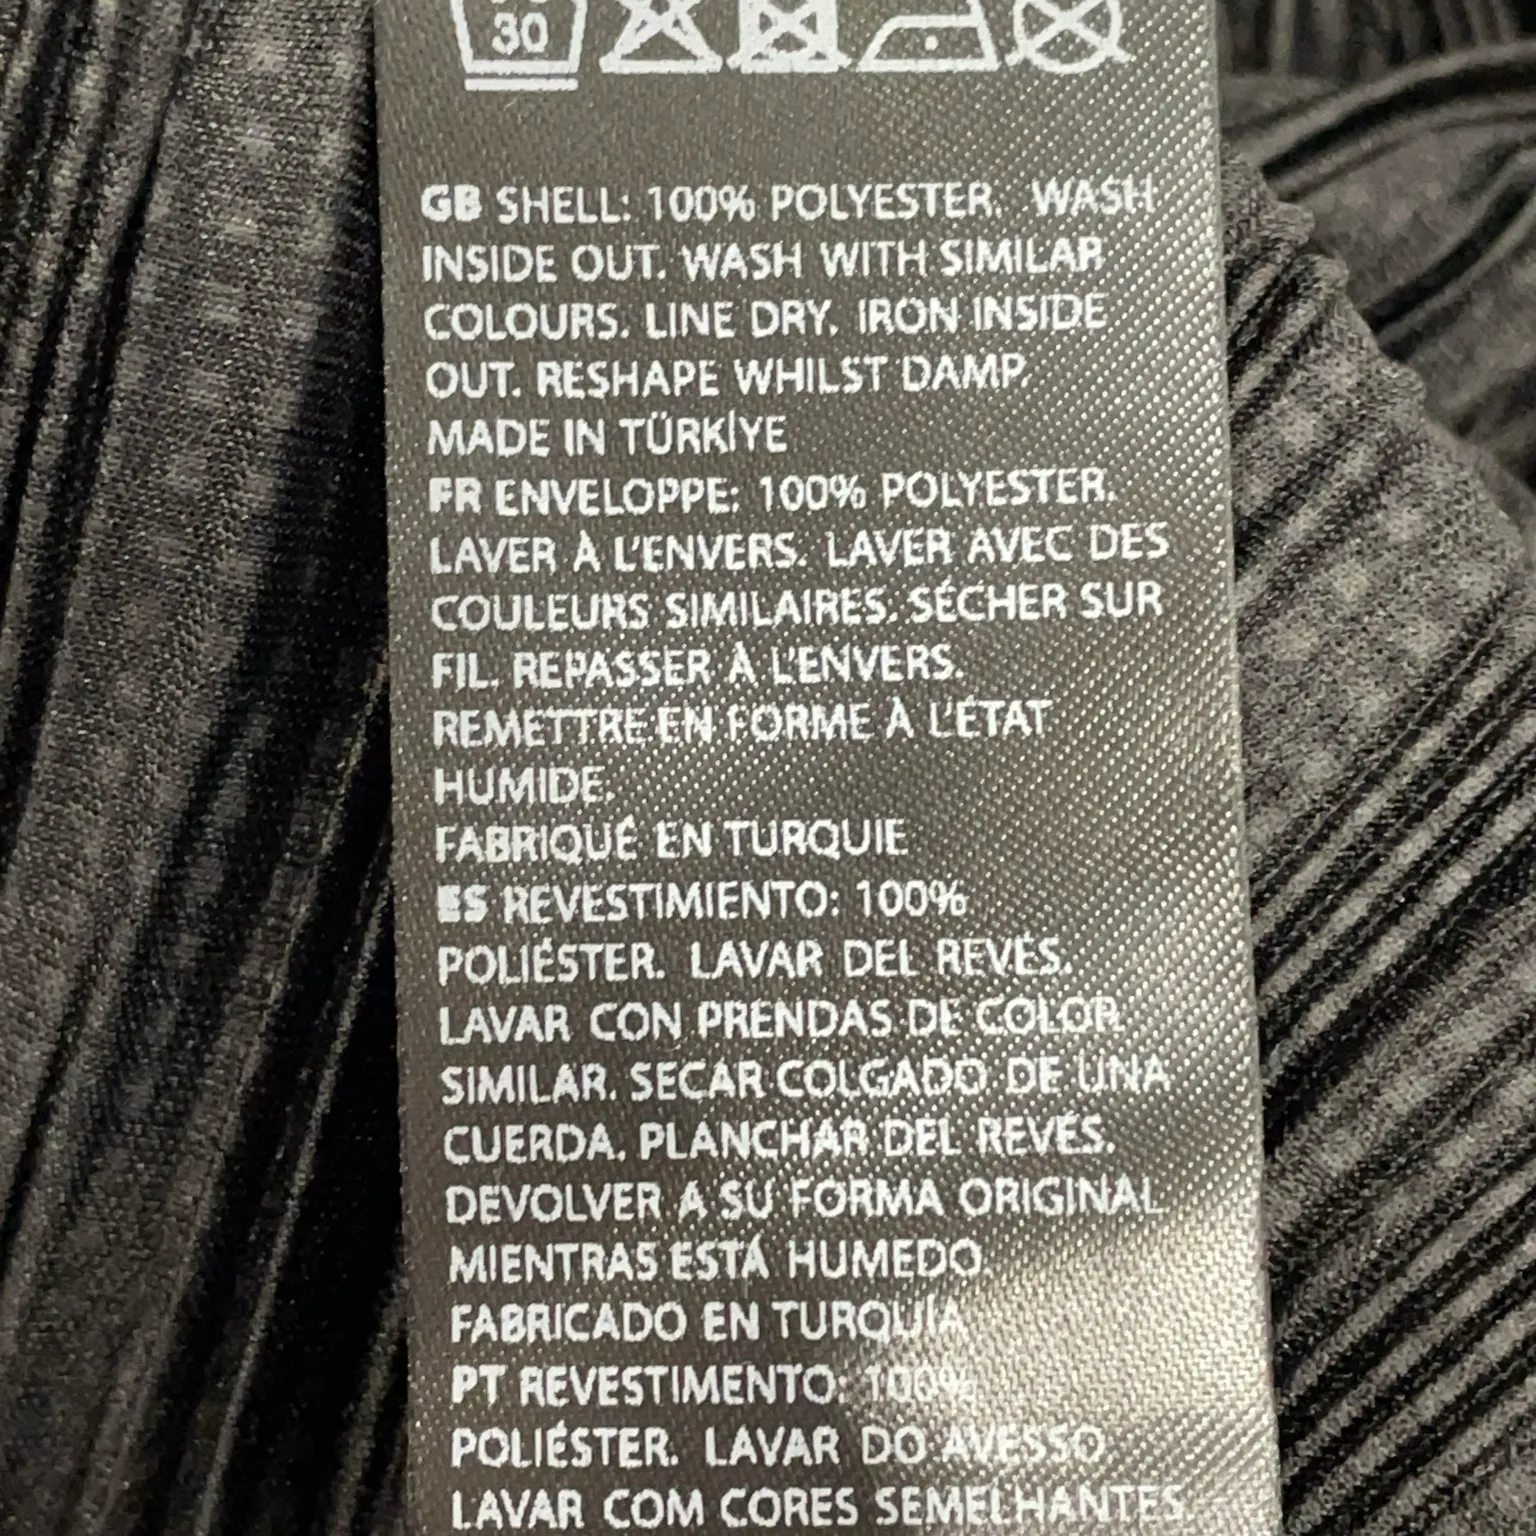 30
GB SHELL: 100% POLYESTER. WASH
INSIDE OUT. WASH WITH SIMILAR
COLOURS. LINE DRY. IRON INSIDE
OUT. RESHAPE WHILST DAMP.
MADE IN TÜRKİYE
FR ENVELOPPE: 100% POLYESTER.
LAVER À L'ENVERS. LAVER AVEC DES
COULEURS SIMILAIRES. SÉCHER SUR
FIL. REPASSER À L'ENVERS.
REMETTRE EN FORME À L'ÉTAT
HUMIDE.
FABRIQUÉ EN TURQUIE
ES REVESTIMIENTO: 100%
POLIÉSTER. LAVAR DEL REVÉS.
LAVAR CON PRENDAS DE COLOR
SIMILAR. SECAR COLGADO DE UNA
CUERDA. PLANCHAR DEL REVÉS.
DEVOLVER A SU FORMA ORIGINAL
MIENTRAS ESTÁ HUMEDO.
FABRICADO EN TURQUÍA
PT REVESTIMENTO: 100%
POLIÉSTER. LAVAR DO AVESSO
LAVAR COM CORES SEMELHANTES.